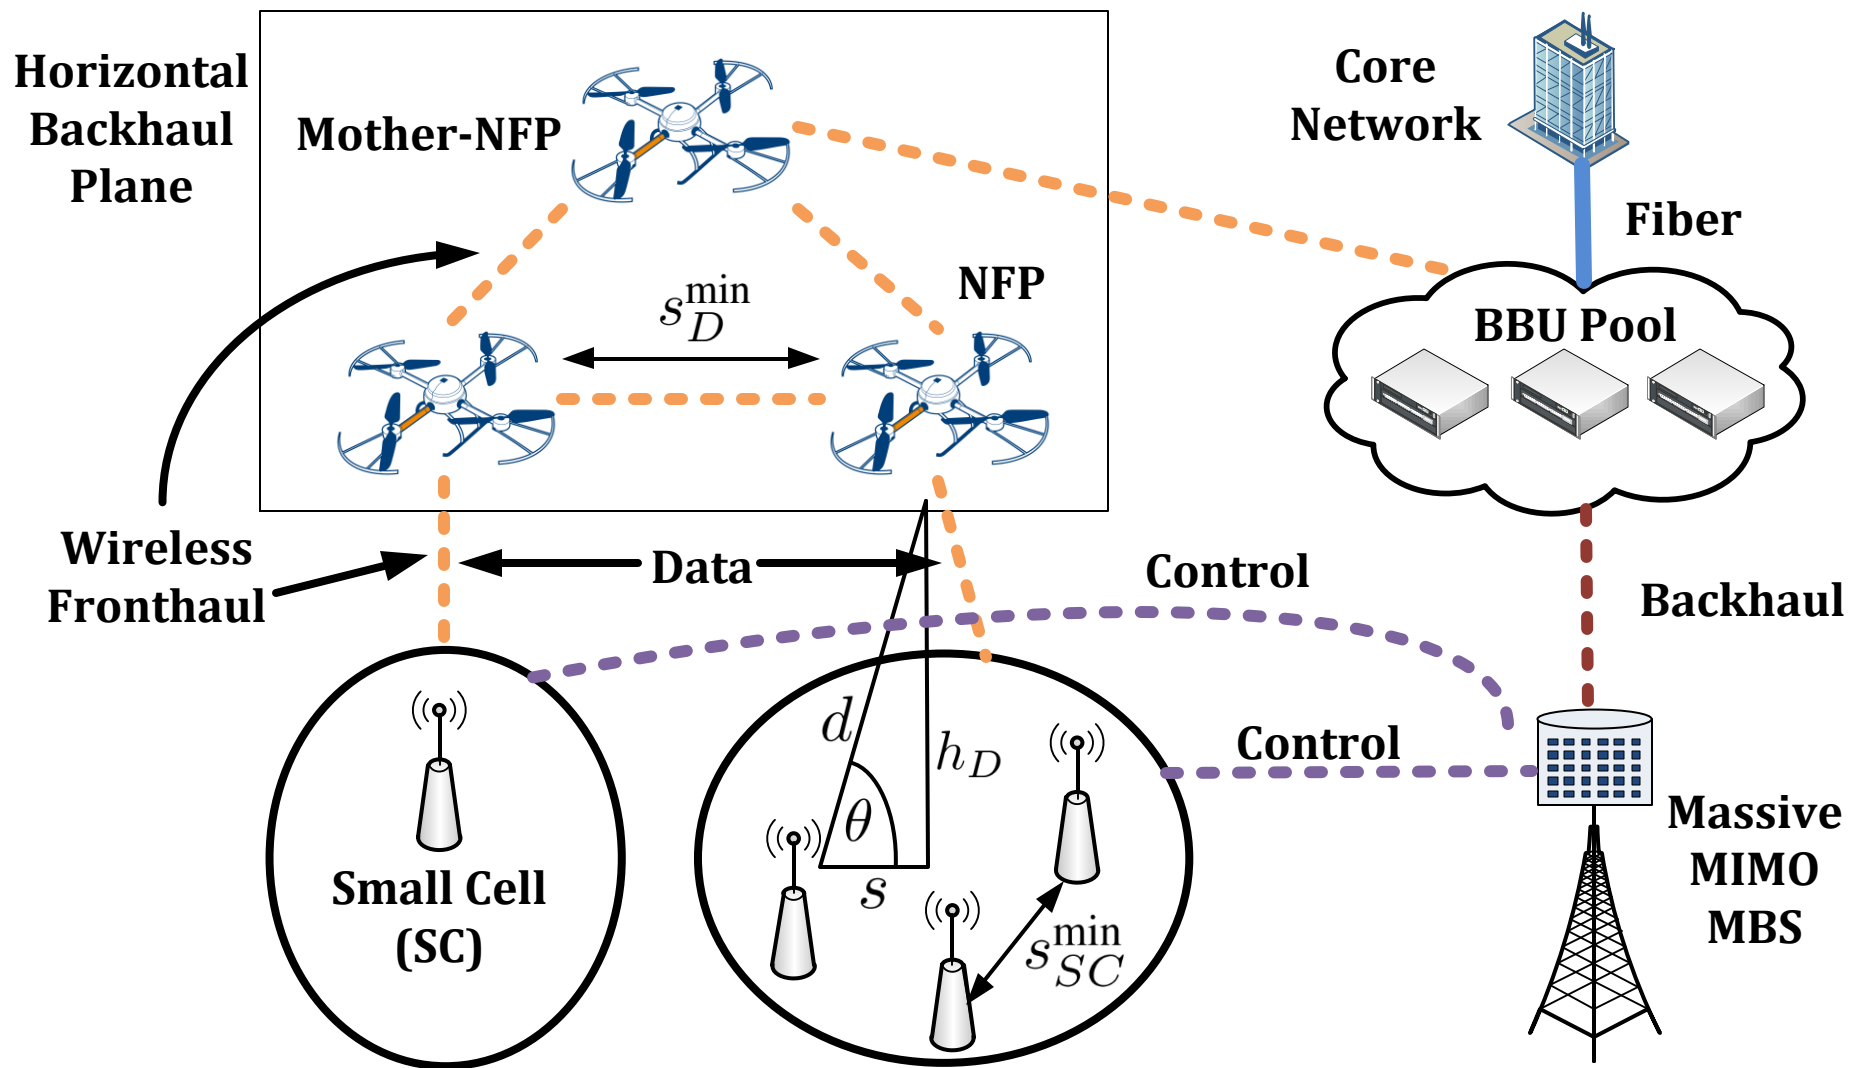 Horizontal
Backhaul
Plane
Mother-NFP
Core
Network
Fiber
NFP
s_D^min
BBU Pool
Wireless
Fronthaul
Data
Control
Backhaul
d
h_D
θ
s
Control
Small Cell
(SC)
s_SC^min
Massive
MIMO
MBS